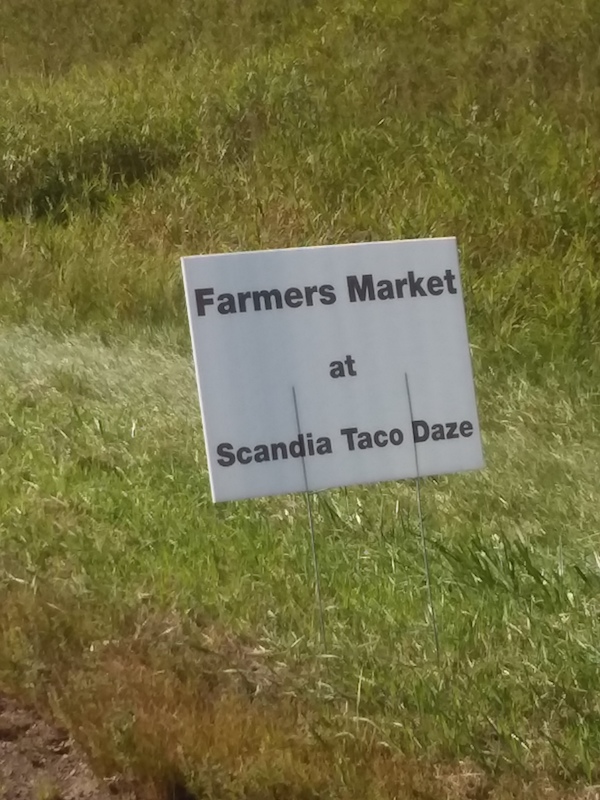 Farmers Market
at
Scandia Taco Daze